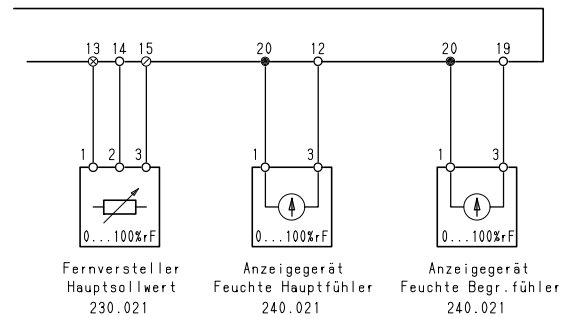 13 14 15 20 12 20 19
1 2 3 1 3 1 3
0...100%rF 0...100%rF 0...100%rF
Fernversteller Anzeigegerät Anzeigegerät
Hauptsollwert Feuchte Hauptfühler Feuchte Begr.fühler
230.021 240.021 240.021